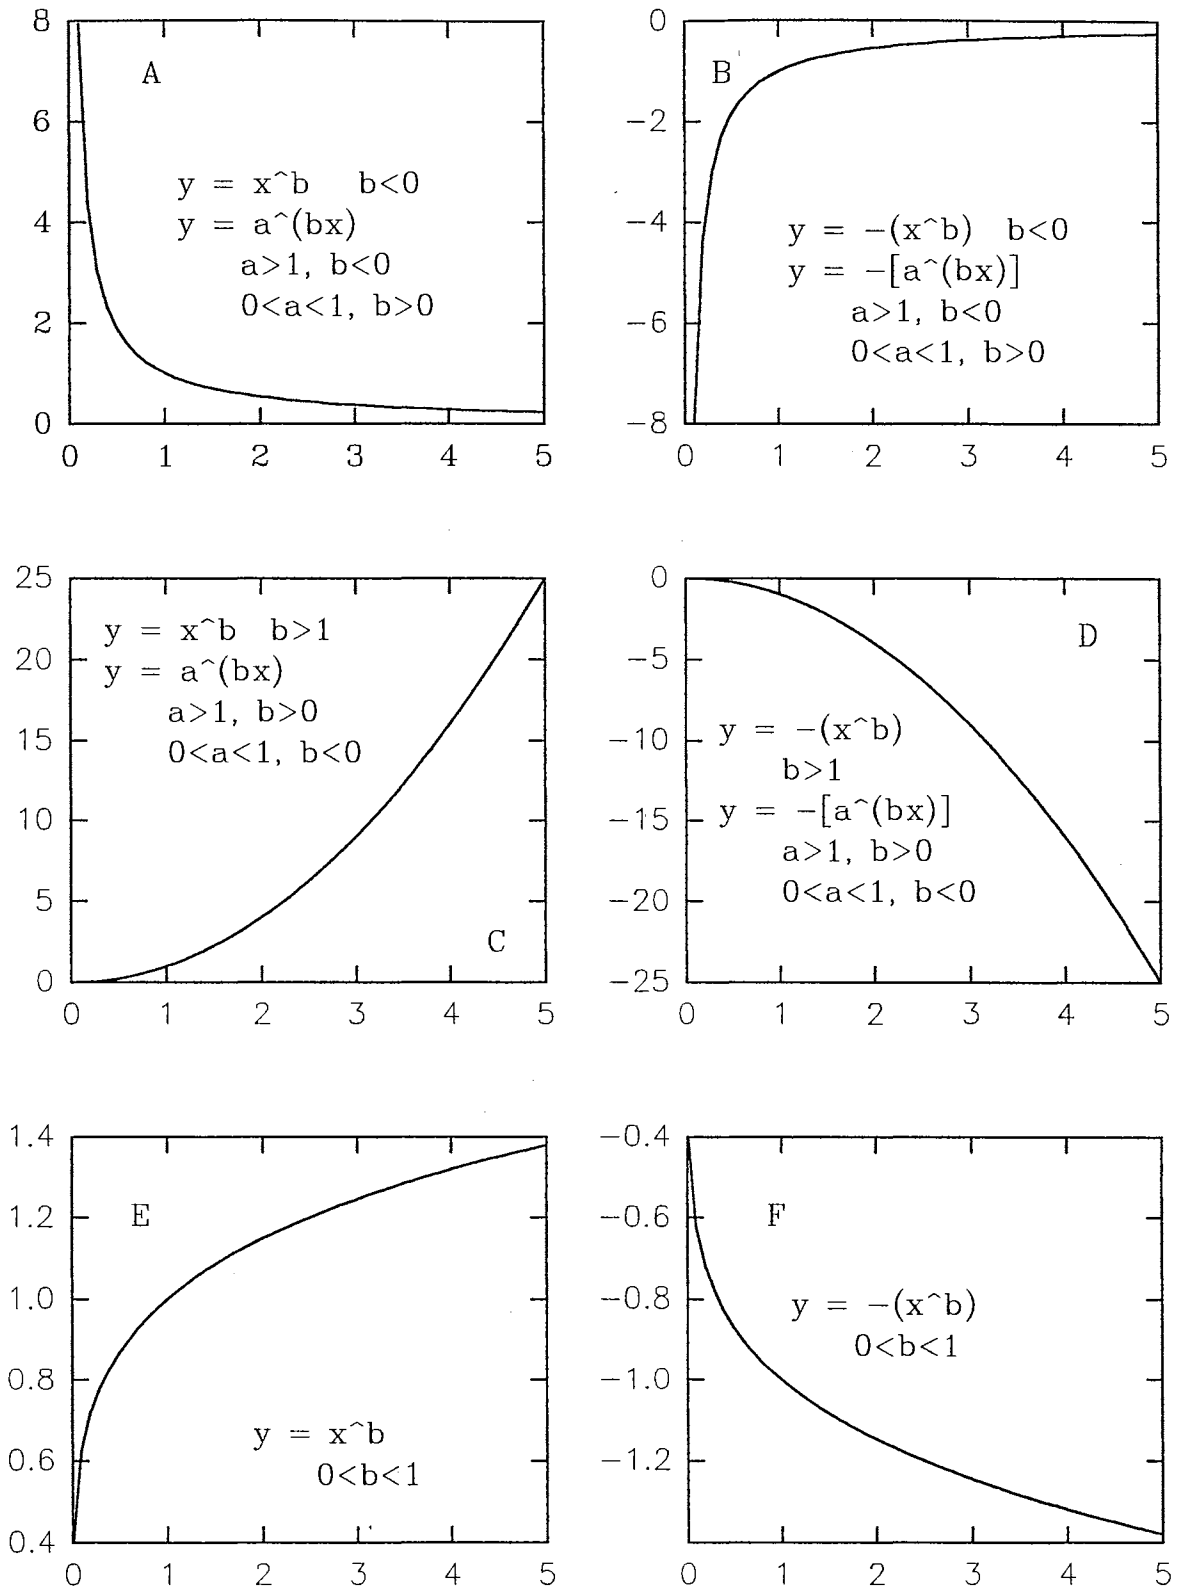 8
6
4
2
0
0 1 2 3 4 5
A
y = x^b b<0
y = a^(bx)
a>1, b<0
0<a<1, b>0
0
-2
-4
-6
-8
0 1 2 3 4 5
B
y = -(x^b) b<0
y = -[a^(bx)]
a>1, b<0
0<a<1, b>0
25
20
15
10
5
0
0 1 2 3 4 5
y = x^b b>1
y = a^(bx)
a>1, b>0
0<a<1, b<0
C
0
-5
-10
-15
-20
-25
0 1 2 3 4 5
D
y = -(x^b)
b>1
y = -[a^(bx)]
a>1, b>0
0<a<1, b<0
1.4
1.2
1.0
0.8
0.6
0.4
0 1 2 3 4 5
E
y = x^b
0<b<1
-0.4
-0.6
-0.8
-1.0
-1.2
0 1 2 3 4 5
F
y = -(x^b)
0<b<1